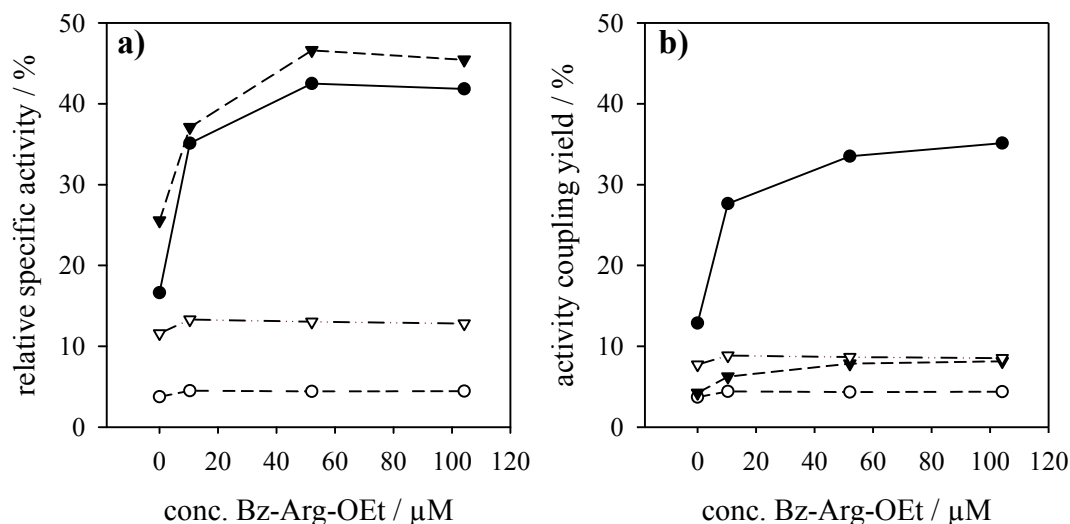 a)
relative specific activity / %
50
40
30
20
10
0
0 20 40 60 80 100 120
conc. Bz-Arg-OEt / µM
b)
activity coupling yield / %
50
40
30
20
10
0
0 20 40 60 80 100 120
conc. Bz-Arg-OEt / µM